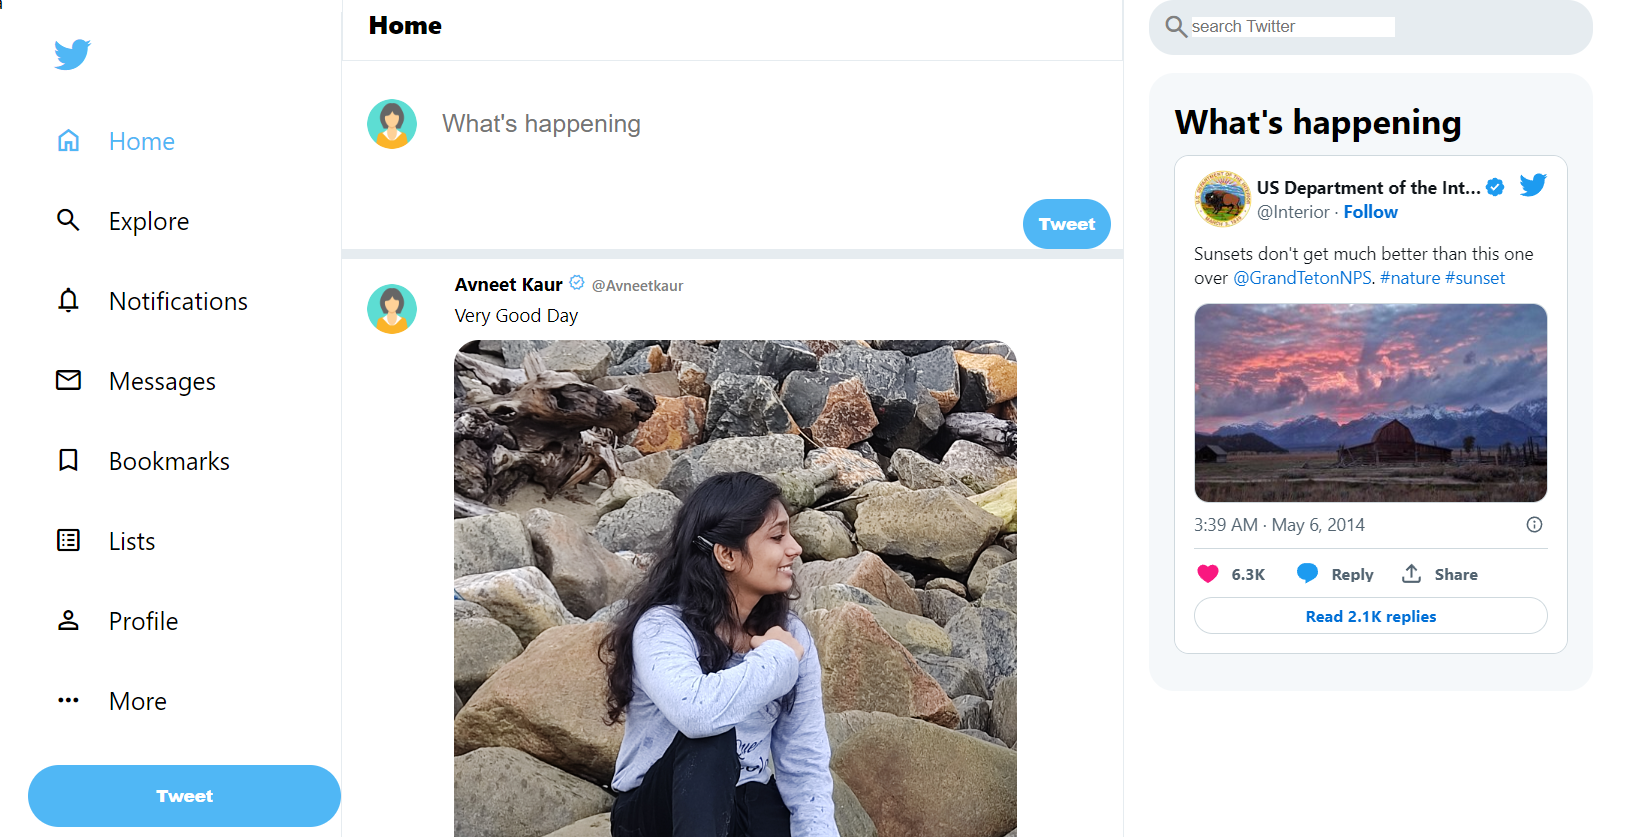 Home
Explore
Notifications
Messages
Bookmarks
Lists
Profile
More
Tweet
Home
What's happening
Tweet
Avneet Kaur @Avneetkaur
Very Good Day
search Twitter
What's happening
US Department of the Int...
@Interior · Follow
Sunsets don't get much better than this one
over @GrandTetonNPS. #nature #sunset
3:39 AM · May 6, 2014
6.3K Reply Share
Read 2.1K replies